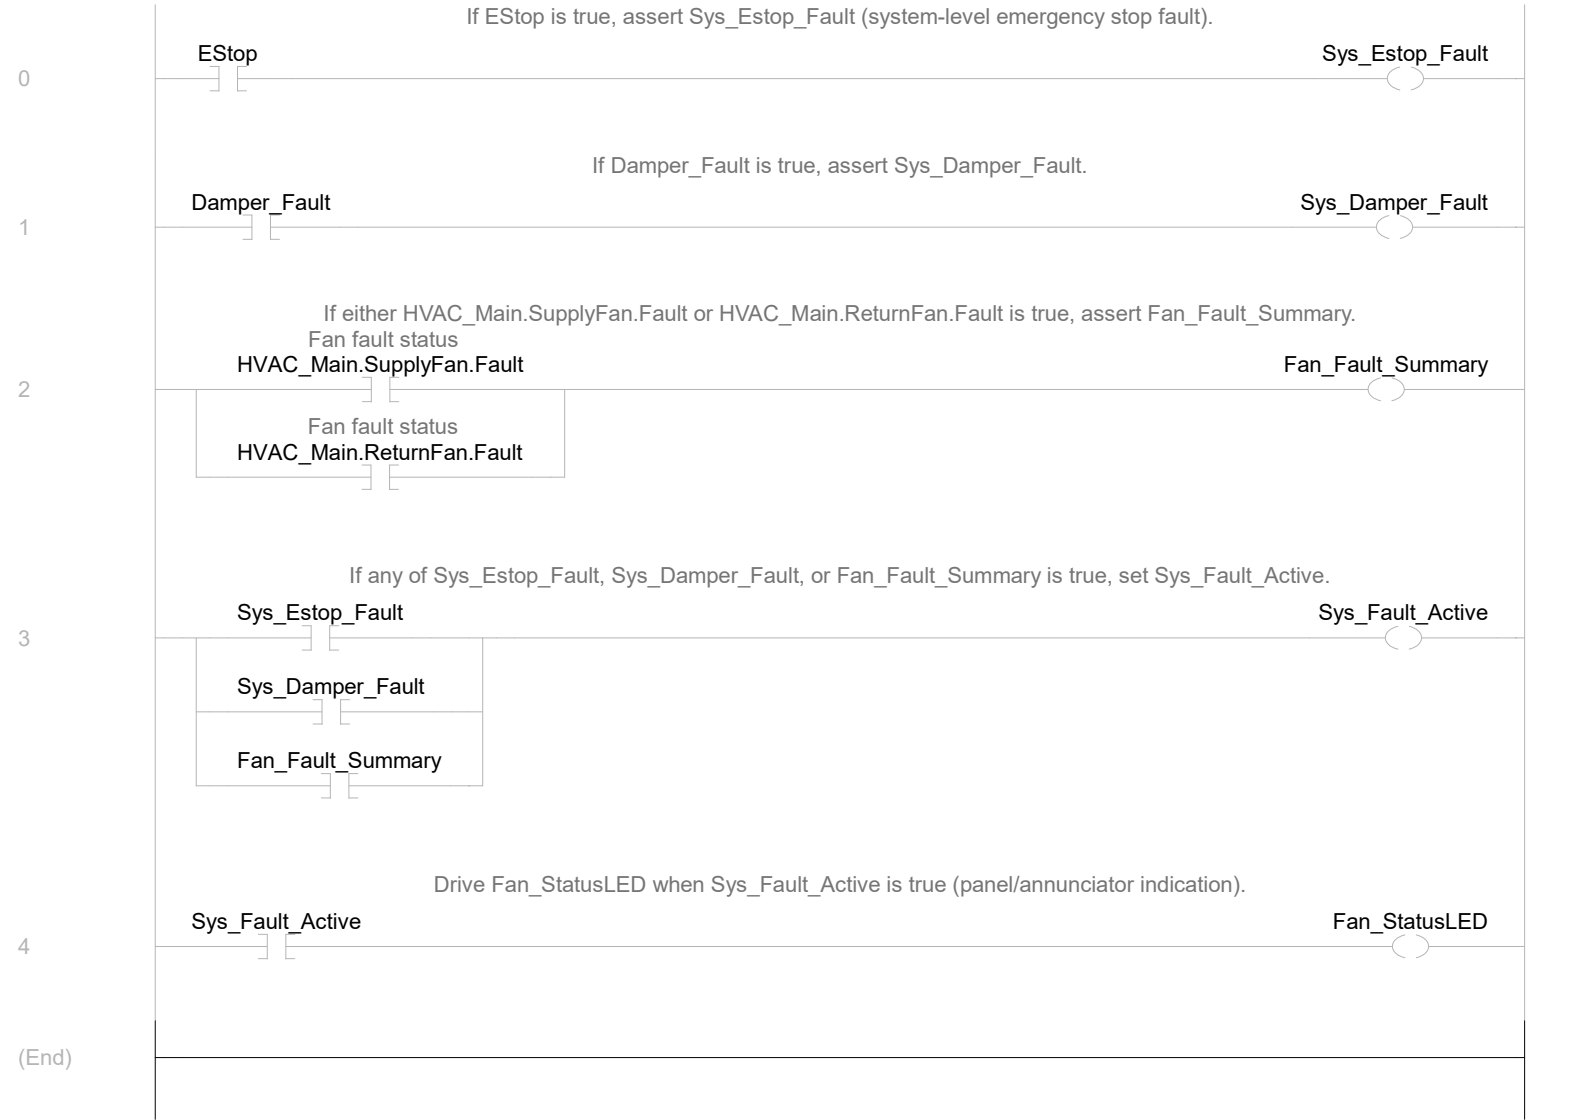 If EStop is true, assert Sys_Estop_Fault (system-level emergency stop fault).
EStop
Sys_Estop_Fault
0
If Damper_Fault is true, assert Sys_Damper_Fault.
Damper_Fault
Sys_Damper_Fault
1
If either HVAC_Main.SupplyFan.Fault or HVAC_Main.ReturnFan.Fault is true, assert Fan_Fault_Summary.
Fan fault status
HVAC_Main.SupplyFan.Fault
Fan_Fault_Summary
2
Fan fault status
HVAC_Main.ReturnFan.Fault
If any of Sys_Estop_Fault, Sys_Damper_Fault, or Fan_Fault_Summary is true, set Sys_Fault_Active.
Sys_Estop_Fault
Sys_Fault_Active
3
Sys_Damper_Fault
Fan_Fault_Summary
Drive Fan_StatusLED when Sys_Fault_Active is true (panel/annunciator indication).
Sys_Fault_Active
Fan_StatusLED
4
(End)